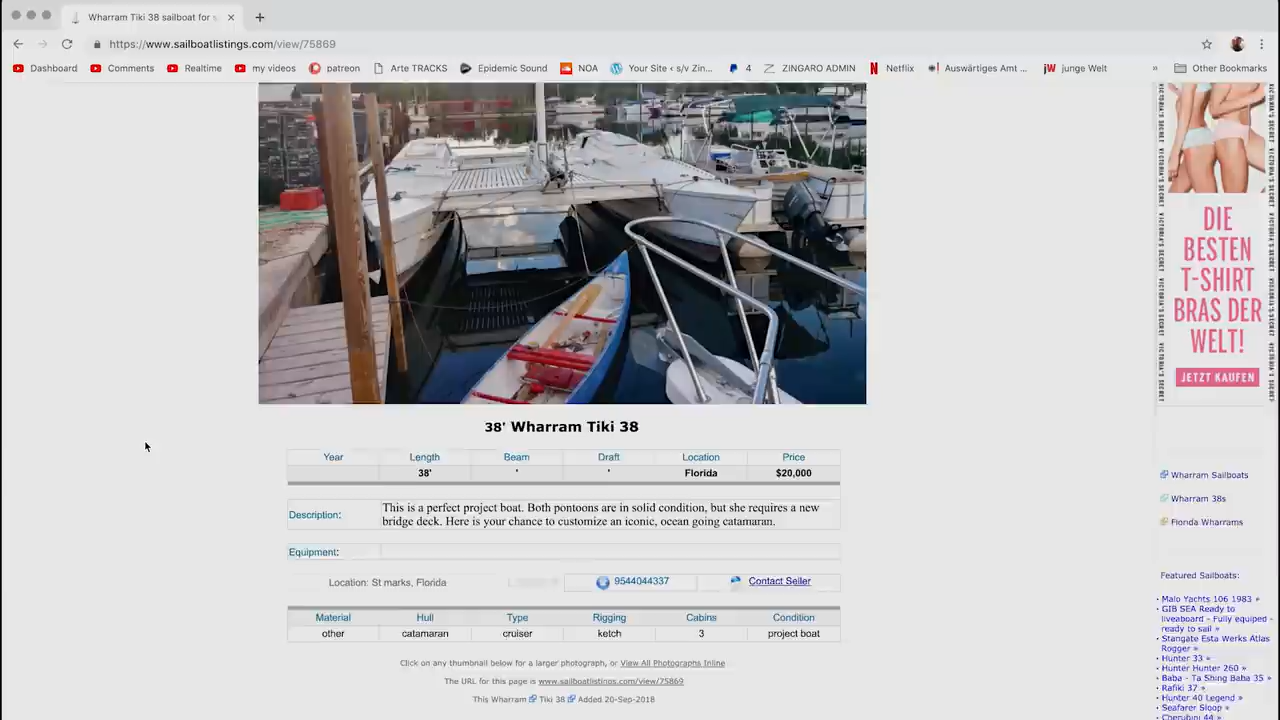 Wharram Tiki 38 sailboat for
https://www.sailboatlistings.com/view/75869
Dashboard
Comments
Realtime
my videos
patreon
Arte TRACKS
Epidemic Sound
NOA
Your Site ‹ s/v Zin...
4
ZINGARO ADMIN
Netflix
Auswärtiges Amt ...
junge Welt
»
Other Bookmarks
VICTORIA'S SECRET
DIE
BESTEN
T-SHIRT
BRAS DER
WELT!
JETZT KAUFEN
38' Wharram Tiki 38
Year Length Beam Draft Location Price
38' ' ' Florida $20,000
Description:
This is a perfect project boat. Both pontoons are in solid condition, but she requires a new
bridge deck. Here is your chance to customize an iconic, ocean going catamaran.
Equipment:
Location: St marks, Florida
9544044337
Contact Seller
Material Hull Type Rigging Cabins Condition
other catamaran cruiser ketch 3 project boat
Click on any thumbnail below for a larger photograph, or View All Photographs Inline
The URL for this page is www.sailboatlistings.com/view/75869
This Wharram Tiki 38 Added 20-Sep-2018
Wharram Sailboats
Wharram 38s
Florida Wharrams
Featured Sailboats:
· Malo Yachts 106 1983 »
· GIB SEA Ready to
liveaboard - Fully equiped -
ready to sail »
· Stangate Esta Werks Atlas
Rogger »
· Hunter 33 »
· Hunter Hunter 260 »
· Baba - Ta Shing Baba 35 »
· Rafiki 37 »
· Hunter 40 Legend »
· Seafarer Sloop »
· Cherubini 44 »